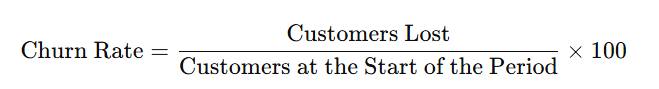 Churn Rate = Customers Lost / Customers at the Start of the Period × 100